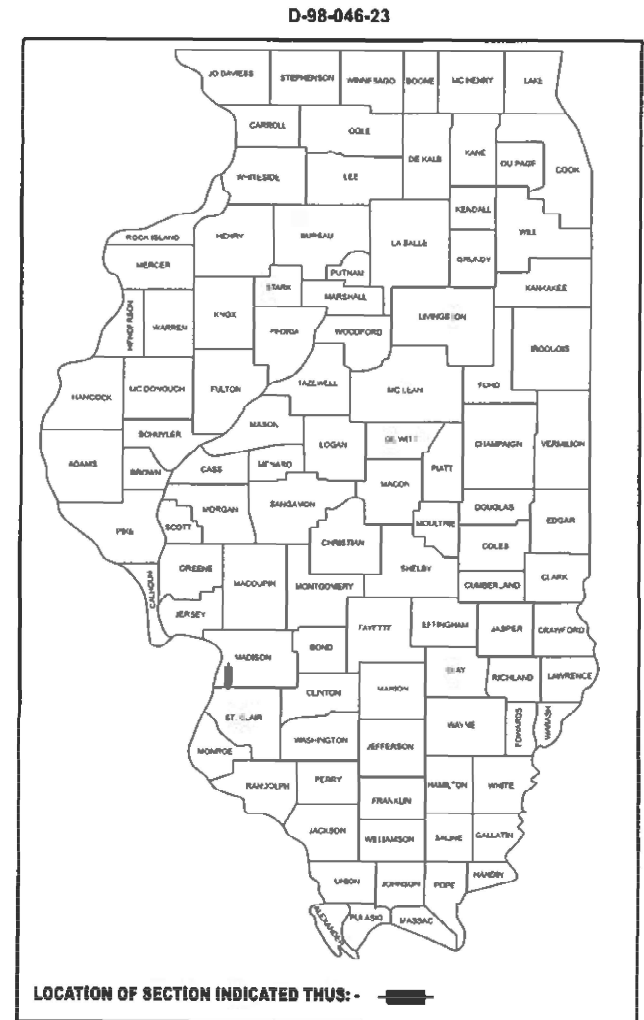 D-98-046-23
JO DAVIESS STEPHENSON WINNEBAGO BOONE MC HENRY LAKE
CARROLL OGLE
DE KALB KANE DU PAGE COOK
WHITESIDE LEE
KENDALL
ROCK ISLAND HENRY BUREAU LA SALLE WILL
MERCER GRUNDY
PUTNAM
STARK MARSHALL KANKAKEE
HENDERSON WARREN KNOX PEORIA WOODFORD LIVINGSTON
IROQUOIS
HANCOCK MC DONOUGH FULTON TAZEWELL MC LEAN FORD
MASON
SCHUYLER LOGAN DE WITT CHAMPAIGN VERMILION
ADAMS BROWN CASS MENARD PIATT
MACON
PIKE SCOTT MORGAN SANGAMON MOULTRIE DOUGLAS EDGAR
CHRISTIAN COLES
CALHOUN GREENE MACOUPIN MONTGOMERY SHELBY CUMBERLAND CLARK
JERSEY FAYETTE EFFINGHAM JASPER CRAWFORD
MADISON BOND
CLINTON MARION CLAY RICHLAND LAWRENCE
ST. CLAIR WAYNE EDWARDS WABASH
MONROE WASHINGTON JEFFERSON
RANDOLPH PERRY HAMILTON WHITE
FRANKLIN
JACKSON WILLIAMSON SALINE GALLATIN
UNION JOHNSON POPE HARDIN
ALEXANDER PULASKI MASSAC
LOCATION OF SECTION INDICATED THUS: -